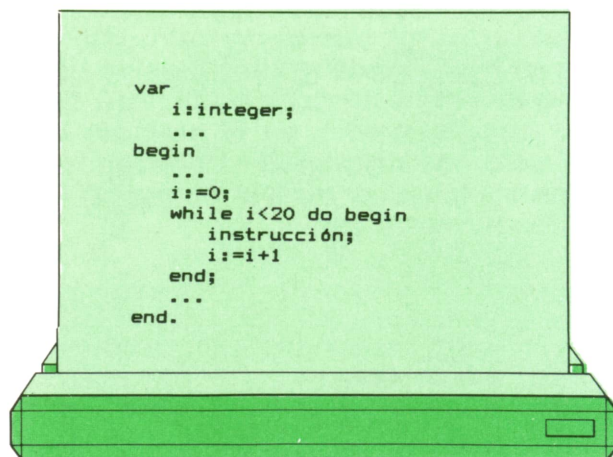 var
i:integer;
...
begin
...
i:=0;
while i<20 do begin
instrucción;
i:=i+1
end;
...
end.